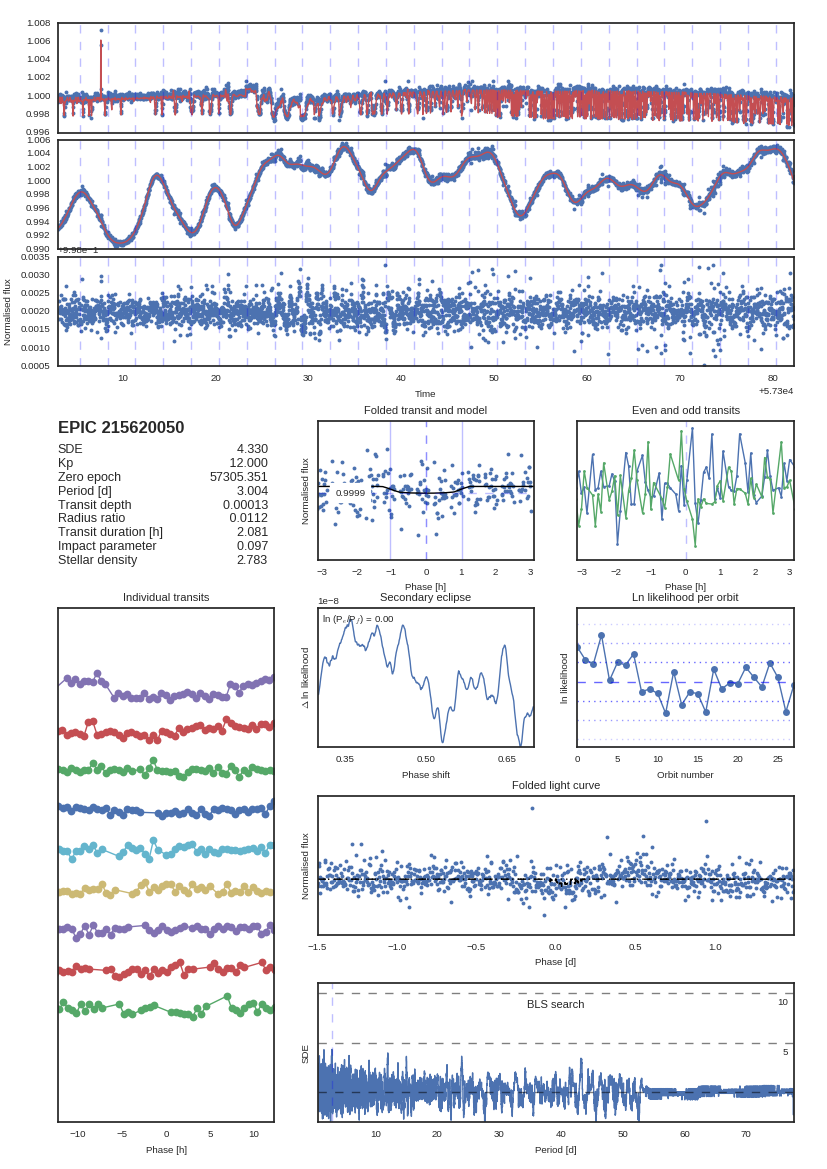 1.008
1.006
1.004
1.002
1.000
0.998
0.996
1.006
1.004
1.002
1.000
0.998
0.996
0.994
0.992
0.990
+9.98e−1
0.0035
0.0030
0.0025
0.0020
0.0015
0.0010
0.0005
Normalised flux
10 20 30 40 50 60 70 80
Time
+5.73e4
EPIC 215620050
SDE 4.330
Kp 12.000
Zero epoch 57305.351
Period [d] 3.004
Transit depth 0.00013
Radius ratio 0.0112
Transit duration [h] 2.081
Impact parameter 0.097
Stellar density 2.783
Folded transit and model
Normalised flux
0.9999
−3 −2 −1 0 1 2 3
Phase [h]
Even and odd transits
−3 −2 −1 0 1 2 3
Phase [h]
Individual transits
−10 −5 0 5 10
Phase [h]
Secondary eclipse
1e−8
Δ ln likelihood
0.35 0.50 0.65
Phase shift
Ln likelihood per orbit
ln likelihood
0 5 10 15 20 25
Orbit number
Folded light curve
Normalised flux
−1.5 −1.0 −0.5 0.0 0.5 1.0
Phase [d]
BLS search
10
5
SDE
10 20 30 40 50 60 70
Period [d]